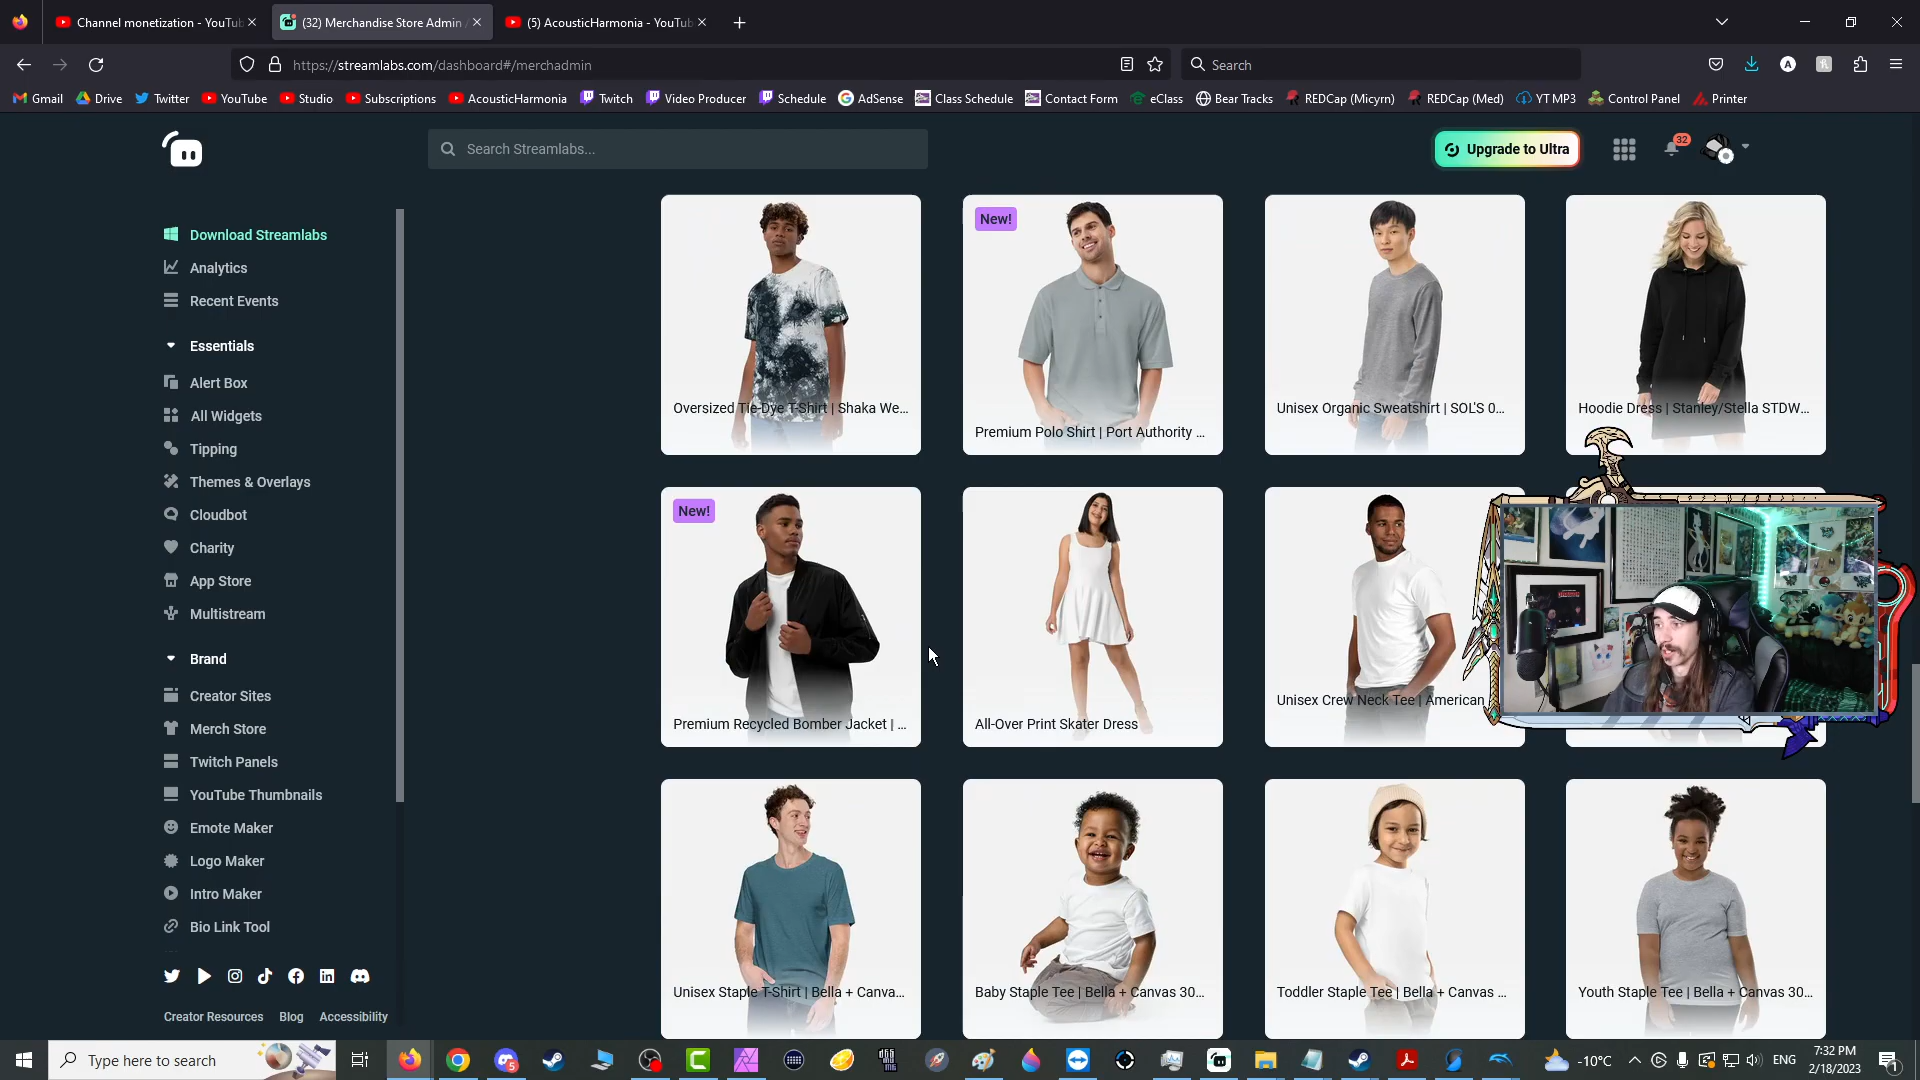 Channel monetization - YouTub
(32) Merchandise Store Admin
(5) AcousticHarmonia - YouTub
https://streamlabs.com/dashboard#/merchadmin
Search
Gmail
Drive
Twitter
YouTube
Studio
Subscriptions
AcousticHarmonia
Twitch
Video Producer
Schedule
AdSense
Class Schedule
Contact Form
eClass
Bear Tracks
REDCap (Micyrn)
REDCap (Med)
YT MP3
Control Panel
Printer
Search Streamlabs...
Upgrade to Ultra
32
Download Streamlabs
Analytics
Recent Events
Essentials
Alert Box
All Widgets
Tipping
Themes & Overlays
Cloudbot
Charity
App Store
Multistream
Brand
Creator Sites
Merch Store
Twitch Panels
YouTube Thumbnails
Emote Maker
Logo Maker
Intro Maker
Bio Link Tool
Creator Resources
Blog
Accessibility
Oversized Tie-Dye T-Shirt | Shaka We...
New!
Premium Polo Shirt | Port Authority ...
Unisex Organic Sweatshirt | SOL'S 0...
Hoodie Dress | Stanley/Stella STDW...
New!
Premium Recycled Bomber Jacket | ...
All-Over Print Skater Dress
Unisex Crew Neck Tee | American
Unisex Staple T-Shirt | Bella + Canva...
Baby Staple Tee | Bella + Canvas 30...
Toddler Staple Tee | Bella + Canvas ...
Youth Staple Tee | Bella + Canvas 30...
Type here to search
-10°C
ENG
7:32 PM
2/18/2023